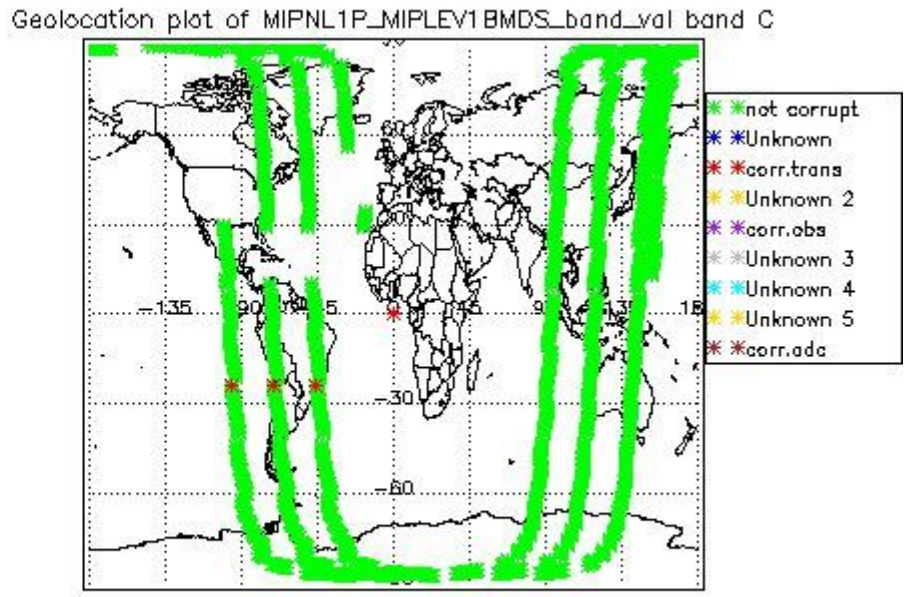 Geolocation plot of MIPNL1P_MIPLEV1BMDS_band_val band C
not corrupt
Unknown
corr.trans
Unknown 2
corr.obs
Unknown 3
Unknown 4
Unknown 5
corr.adc
60
-135
-30
-60